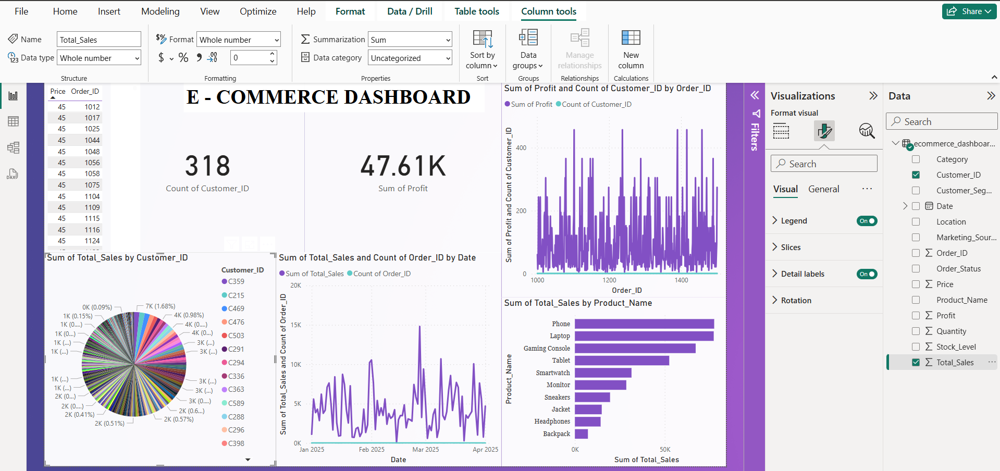 File Home Insert Modeling View Optimize Help Format Data / Drill Table tools Column tools Share
Name Total_Sales
Data type Whole number
Structure
$% Format Whole number
$ % , .00 0
Formatting
Summarization Sum
Data category Uncategorized
Properties
Sort by column
Sort
Data groups
Groups
Manage relationships
Relationships
New column
Calculations
Price Order_ID
45 1012
45 1017
45 1025
45 1044
45 1048
45 1056
45 1058
45 1075
45 1104
45 1109
45 1115
45 1116
45 1124
E - COMMERCE DASHBOARD
318
Count of Customer_ID
47.61K
Sum of Profit
Sum of Profit and Count of Customer_ID by Order_ID
Sum of Profit Count of Customer_ID
Sum of Profit and Count of Customer_ID
400
200
0
1000 1200 1400
Order_ID
Sum of Total_Sales by Customer_ID
Customer_ID
C359
C215
C469
C476
C503
C291
C294
C336
C363
C589
C288
C296
C398
7K (1.68%)
4K (0.98%)
4K (0....)
4K (0...)
3K (...)
3K (...)
3K (...)
3K (...)
3K (0....)
2K (0.6...)
2K (0.57%)
2K (0.51%)
2K (0.41%)
2K (0....)
2K (0...)
1K (...)
1K (...)
1K (...)
1K (...)
1K (0...)
1K (0....)
1K (0.15%)
0K (0.09%)
Sum of Total_Sales and Count of Order_ID by Date
Sum of Total_Sales Count of Order_ID
Sum of Total_Sales and Count of Order_ID
20K
15K
10K
5K
0K
Jan 2025 Feb 2025 Mar 2025 Apr 2025
Date
Sum of Total_Sales by Product_Name
Product_Name
Phone
Laptop
Gaming Console
Tablet
Smartwatch
Monitor
Sneakers
Jacket
Headphones
Backpack
0K 50K
Sum of Total_Sales
Filters
Visualizations
Format visual
Search
Visual General ...
Legend On
Slices
Detail labels On
Rotation
Data
Search
ecommerce_dashboar...
Category
Customer_ID
Customer_Seg...
Date
Location
Marketing_Sour...
Order_ID
Order_Status
Price
Product_Name
Profit
Quantity
Stock_Level
Total_Sales ...
123
DAX